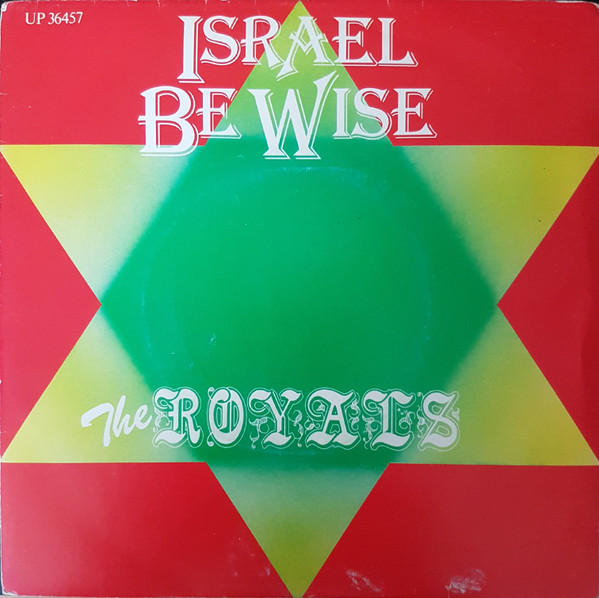 UP 36457
ISRAEL
BE WISE
The ROYALS